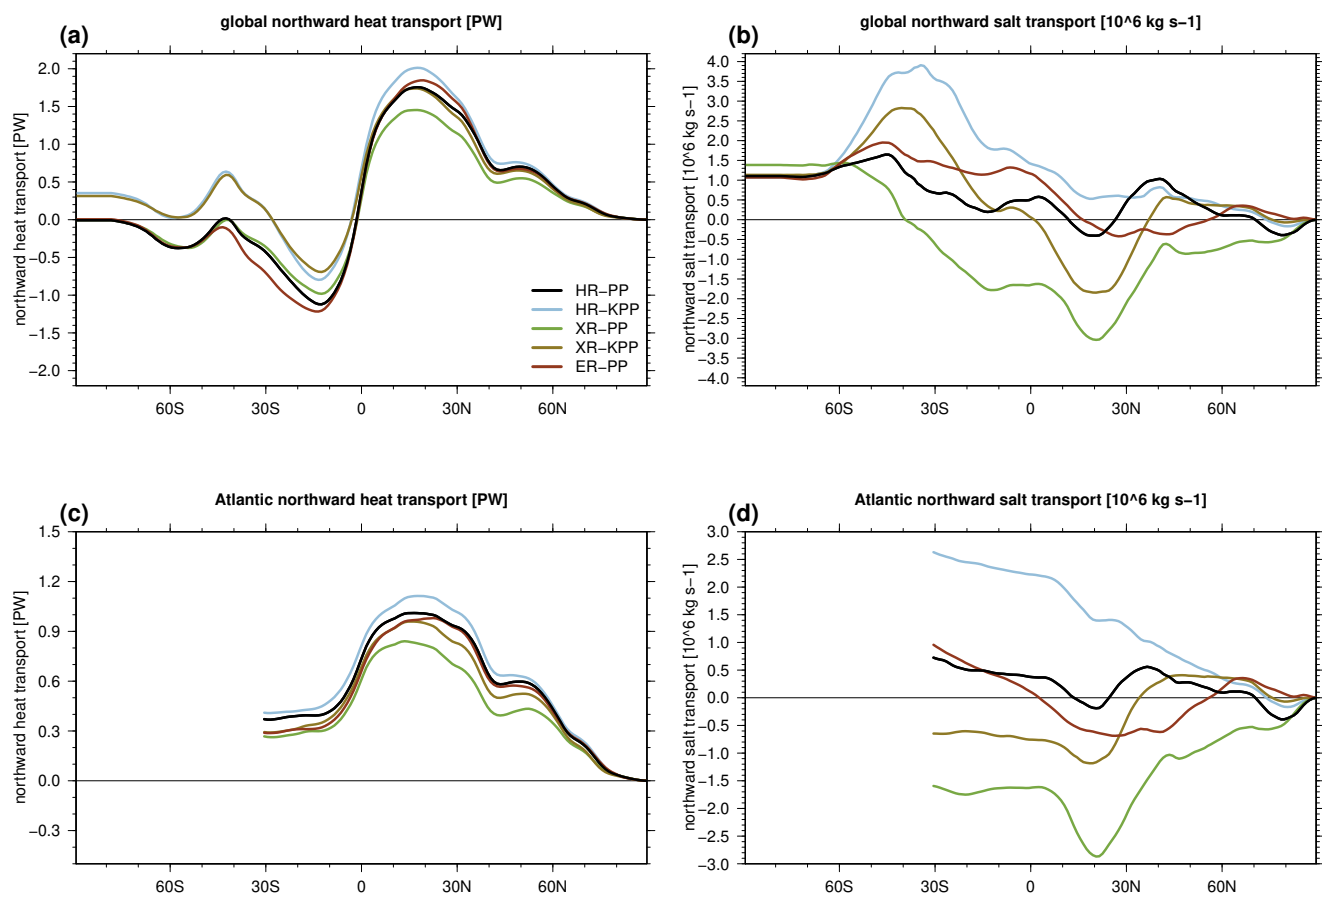 global northward heat transport [PW]
(a)
northward heat transport [PW]
2.0
1.5
1.0
0.5
0.0
−0.5
−1.0
−1.5
−2.0
60S
30S
0
30N
60N
HR−PP
HR−KPP
XR−PP
XR−KPP
ER−PP
global northward salt transport [10^6 kg s−1]
(b)
northward salt transport [10^6 kg s−1]
4.0
3.5
3.0
2.5
2.0
1.5
1.0
0.5
0.0
−0.5
−1.0
−1.5
−2.0
−2.5
−3.0
−3.5
−4.0
60S
30S
0
30N
60N
Atlantic northward heat transport [PW]
(c)
northward heat transport [PW]
1.5
1.2
0.9
0.6
0.3
0.0
−0.3
60S
30S
0
30N
60N
Atlantic northward salt transport [10^6 kg s−1]
(d)
northward salt transport [10^6 kg s−1]
3.0
2.5
2.0
1.5
1.0
0.5
0.0
−0.5
−1.0
−1.5
−2.0
−2.5
−3.0
60S
30S
0
30N
60N